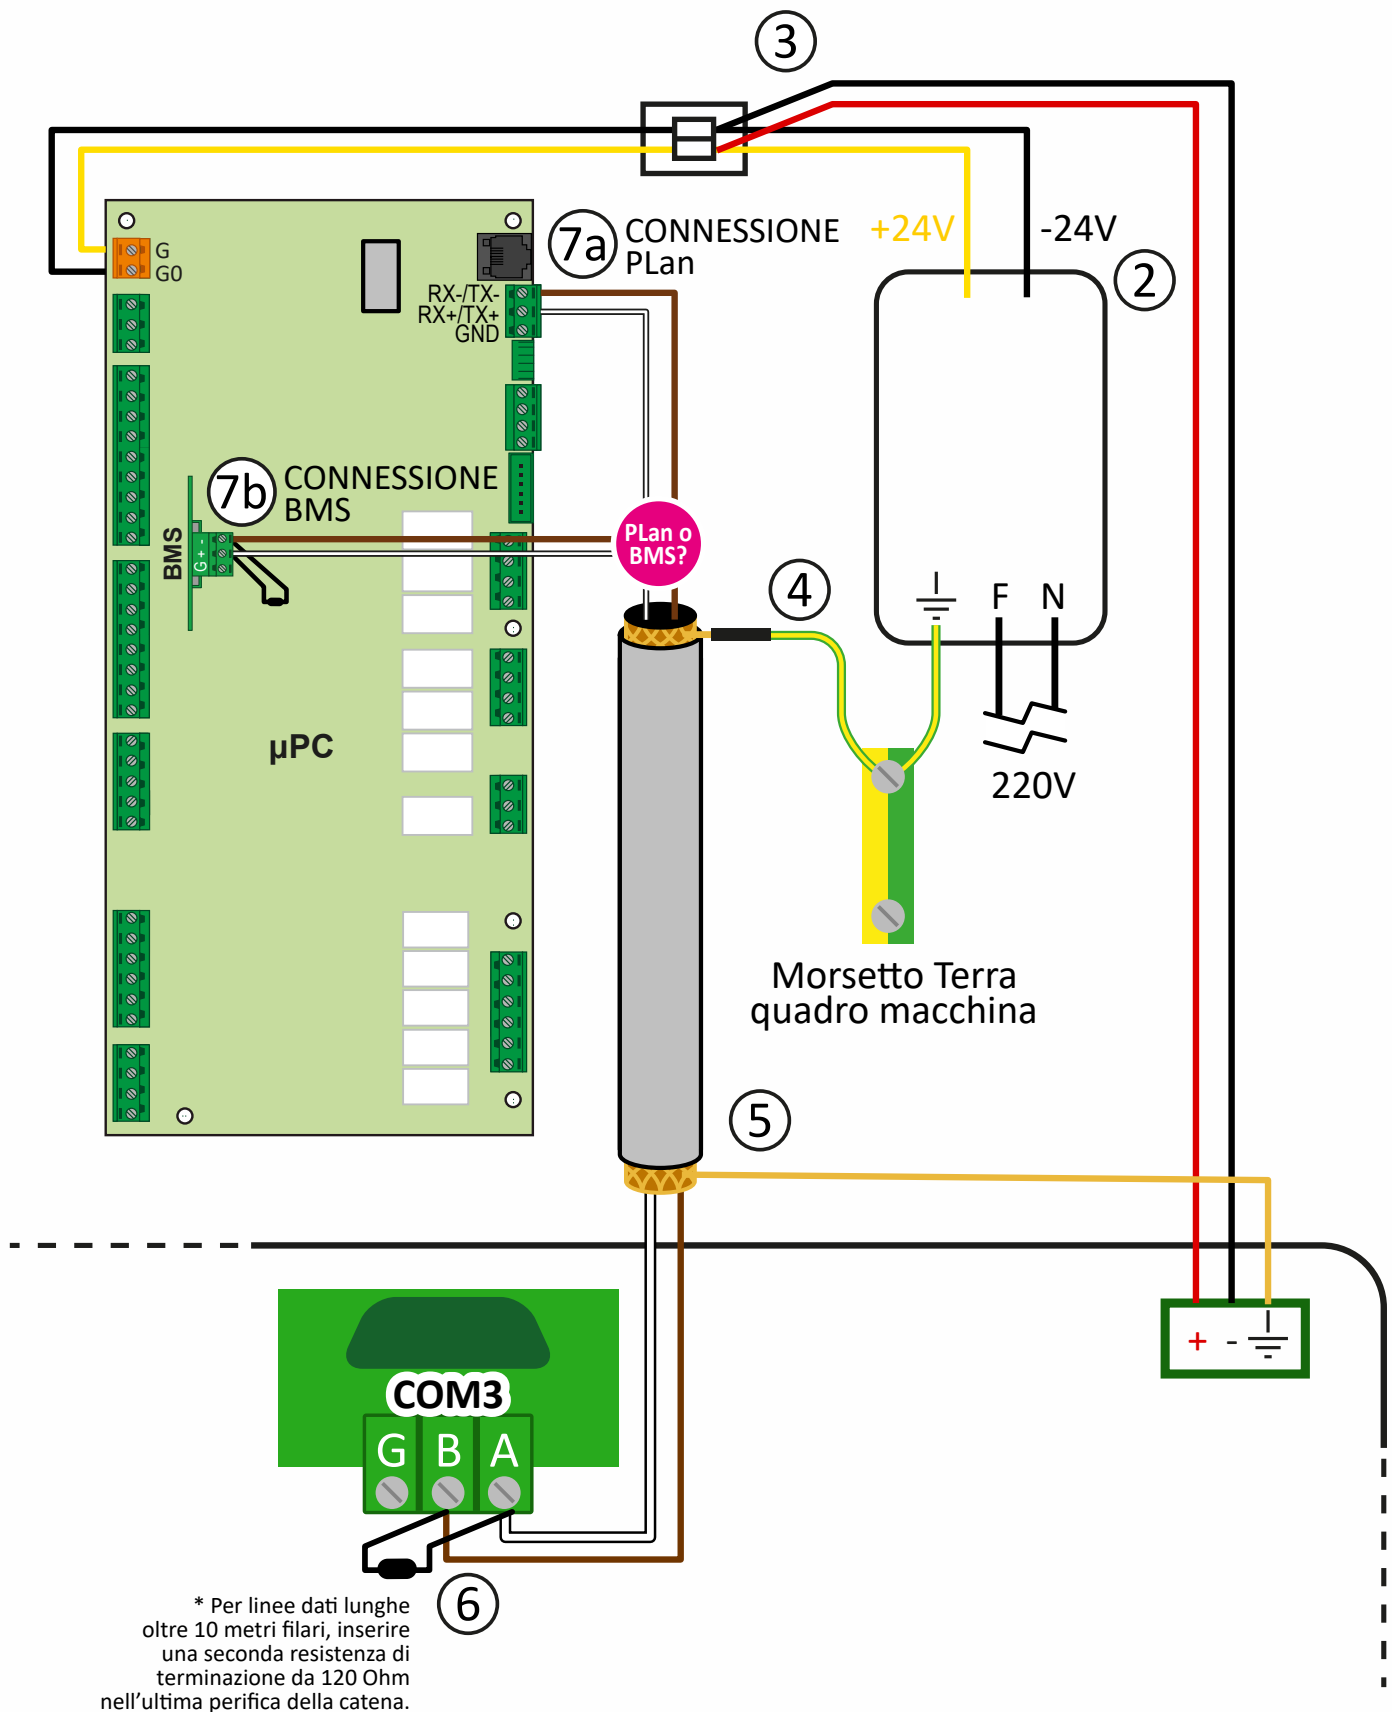 3
7a
CONNESSIONE
PLan
+24V
-24V
2
G
G0
RX-/TX-
RX+/TX+
GND
7b
CONNESSIONE
BMS
BMS
G + -
PLan o
BMS?
4
F N
220V
µPC
Morsetto Terra
quadro macchina
5
+ -
COM3
G B A
6
* Per linee dati lunghe
oltre 10 metri filari, inserire
una seconda resistenza di
terminazione da 120 Ohm
nell'ultima perifica della catena.